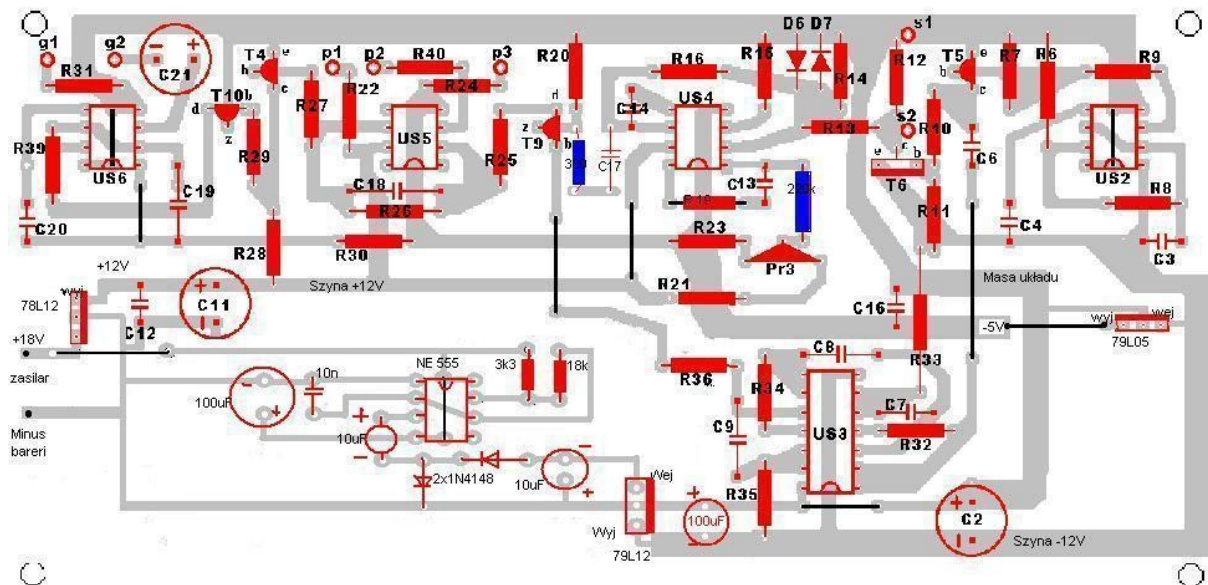 g1
g2
C21
R31
T10
b
d
z
R39
US6
C19
C20
R29
T4
e
b
c
p1
p2
R40
p3
R24
R27
R22
US5
R25
C18
R26
R28
R30
R20
d
z
b
T9
C17
C14
R16
US4
R15
D6
D7
R14
R13
C13
R18
220k
R23
Pr3
R21
s1
R12
s2
e
c
b
T6
T5
e
b
c
R10
R11
C6
R7
R6
C4
R9
US2
R8
C3
+12V
Szyna +12V
Masa układu
78L12
wyj
C12
C11
+18V
zasilar
Minus
bareri
100uF
10n
NE 555
3k3
18k
10uF
2x1N4148
10uF
Wej
Wyj
79L12
100uF
R36
C9
R34
R35
C8
US3
C7
R32
R33
C16
-5V
wyj
wej
79L05
C2
Szyna -12V